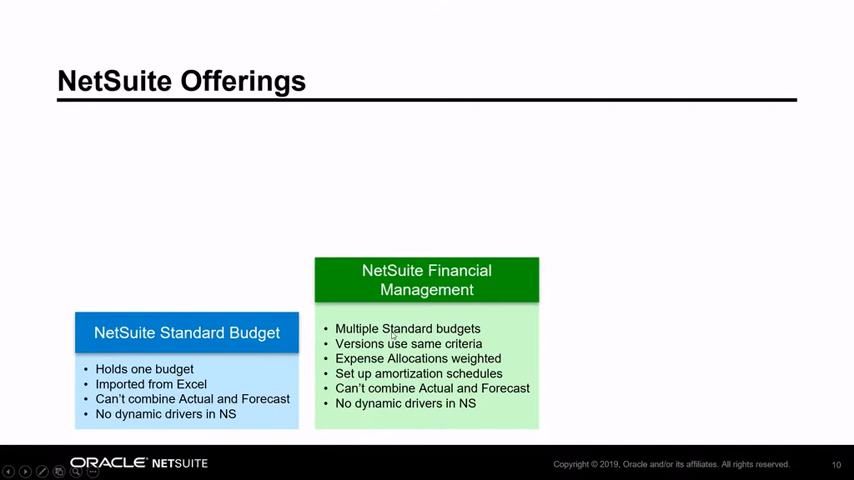 NetSuite Offerings
NetSuite Financial
Management
• Multiple Standard budgets
• Versions use same criteria
• Expense Allocations weighted
• Set up amortization schedules
• Can't combine Actual and Forecast
• No dynamic drivers in NS
NetSuite Standard Budget
• Holds one budget
• Imported from Excel
• Can't combine Actual and Forecast
• No dynamic drivers in NS
ORACLE NETSUITE
Copyright © 2019, Oracle and/or its affiliates. All rights reserved.
10